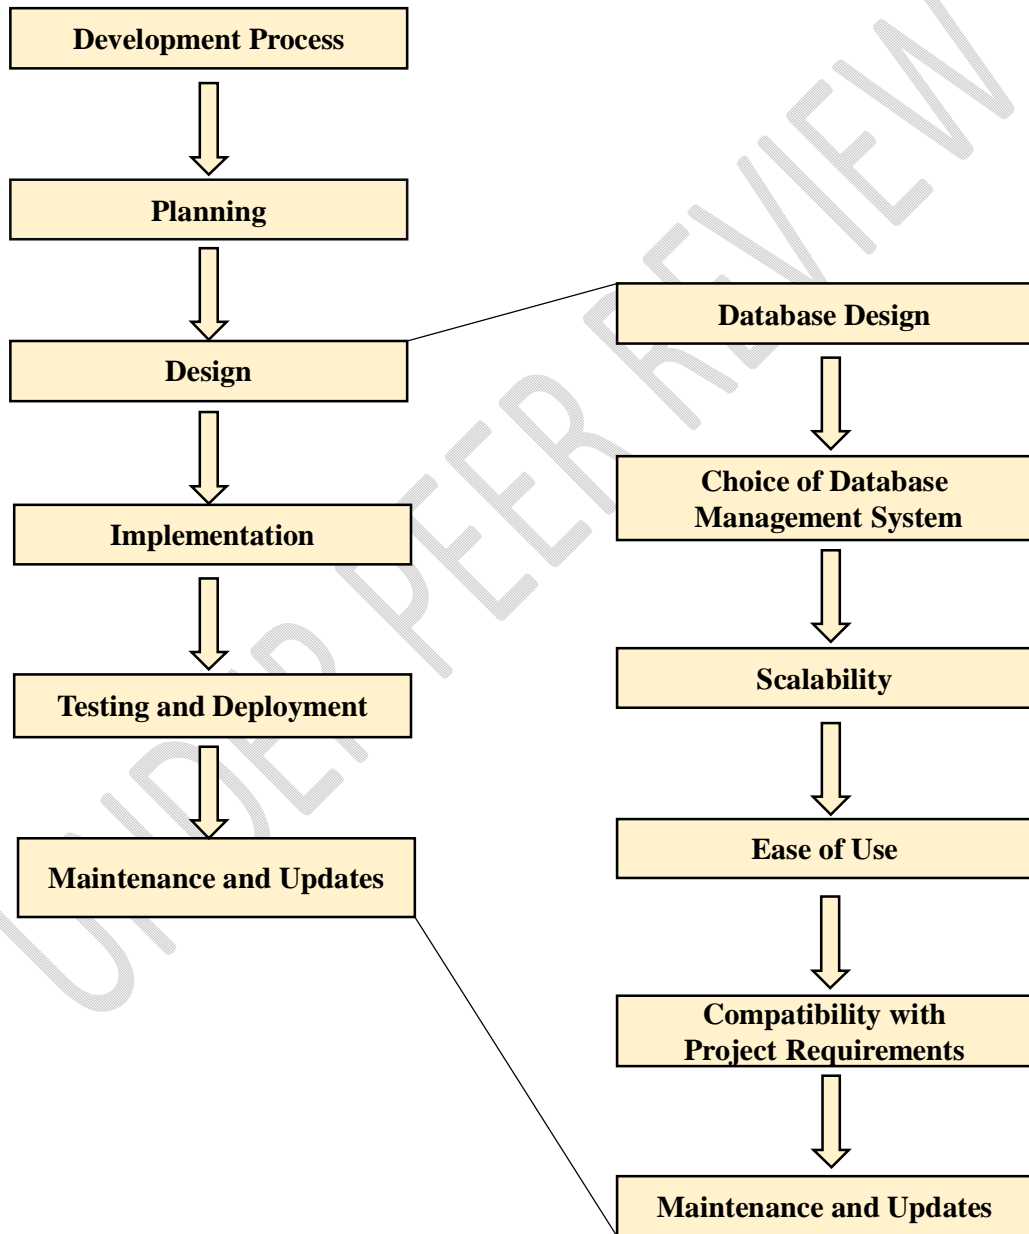 Development Process
Planning
Design
Implementation
Testing and Deployment
Maintenance and Updates
Database Design
Choice of Database
Management System
Scalability
Ease of Use
Compatibility with
Project Requirements
Maintenance and Updates
UNDER PEER REVIEW